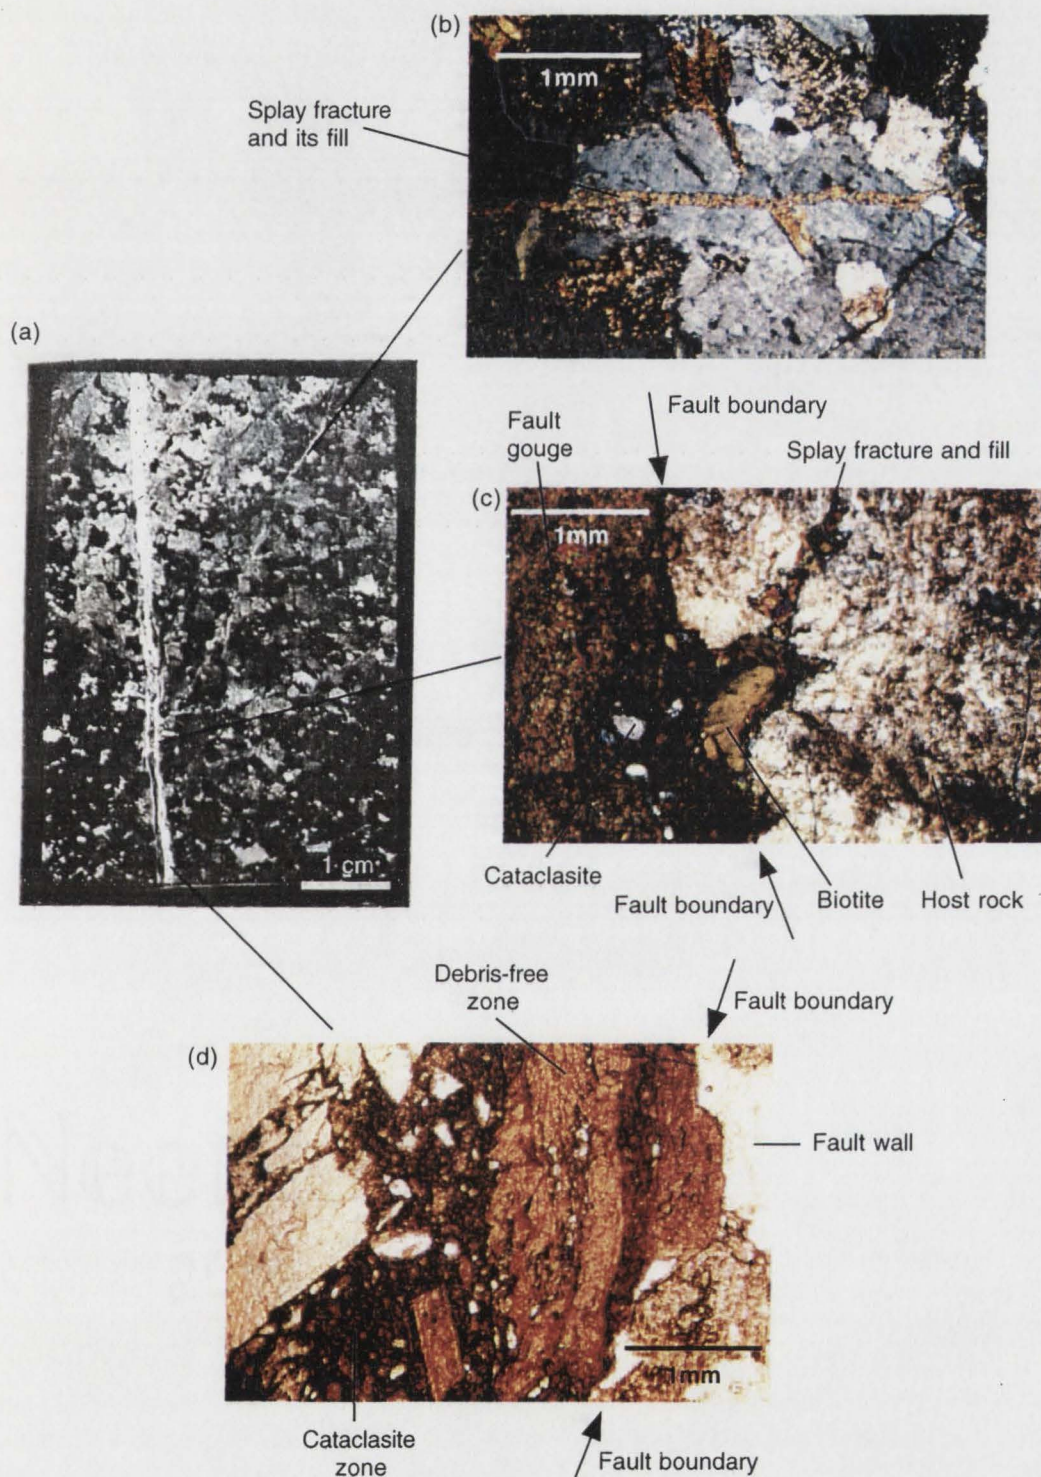 (b)
1mm
Splay fracture
and its fill
(a)
1 cm
Fault boundary
Fault
gouge
Splay fracture and fill
(c)
1mm
Cataclasite
Fault boundary
Biotite
Host rock
Debris-free
zone
Fault boundary
(d)
Fault wall
1mm
Cataclasite
zone
Fault boundary